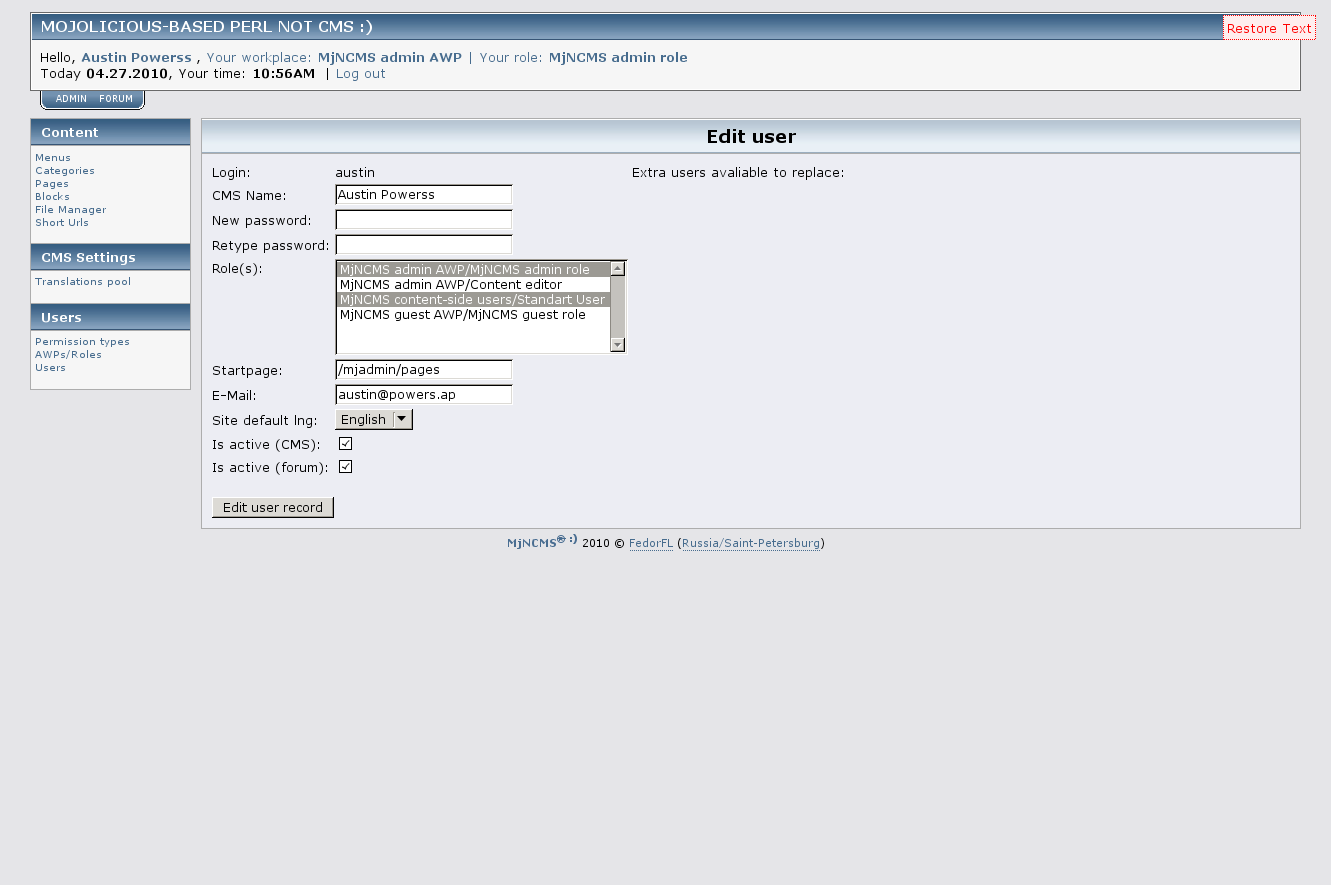 MOJOLICIOUS-BASED PERL NOT CMS :)
Restore Text
Hello, Austin Powerss , Your workplace: MjNCMS admin AWP | Your role: MjNCMS admin role
Today 04.27.2010, Your time: 10:56AM | Log out
ADMIN FORUM
Content
Menus
Categories
Pages
Blocks
File Manager
Short Urls
CMS Settings
Translations pool
Users
Permission types
AWPs/Roles
Users
Edit user
Login: austin
Extra users avaliable to replace:
CMS Name: Austin Powerss
New password:
Retype password:
Role(s): MjNCMS admin AWP/MjNCMS admin role
MjNCMS admin AWP/Content editor
MjNCMS content-side users/Standart User
MjNCMS guest AWP/MjNCMS guest role
Startpage: /mjadmin/pages
E-Mail: austin@powers.ap
Site default lng: English
Is active (CMS):
Is active (forum):
Edit user record
MjNCMS® :) 2010 © FedorFL (Russia/Saint-Petersburg)